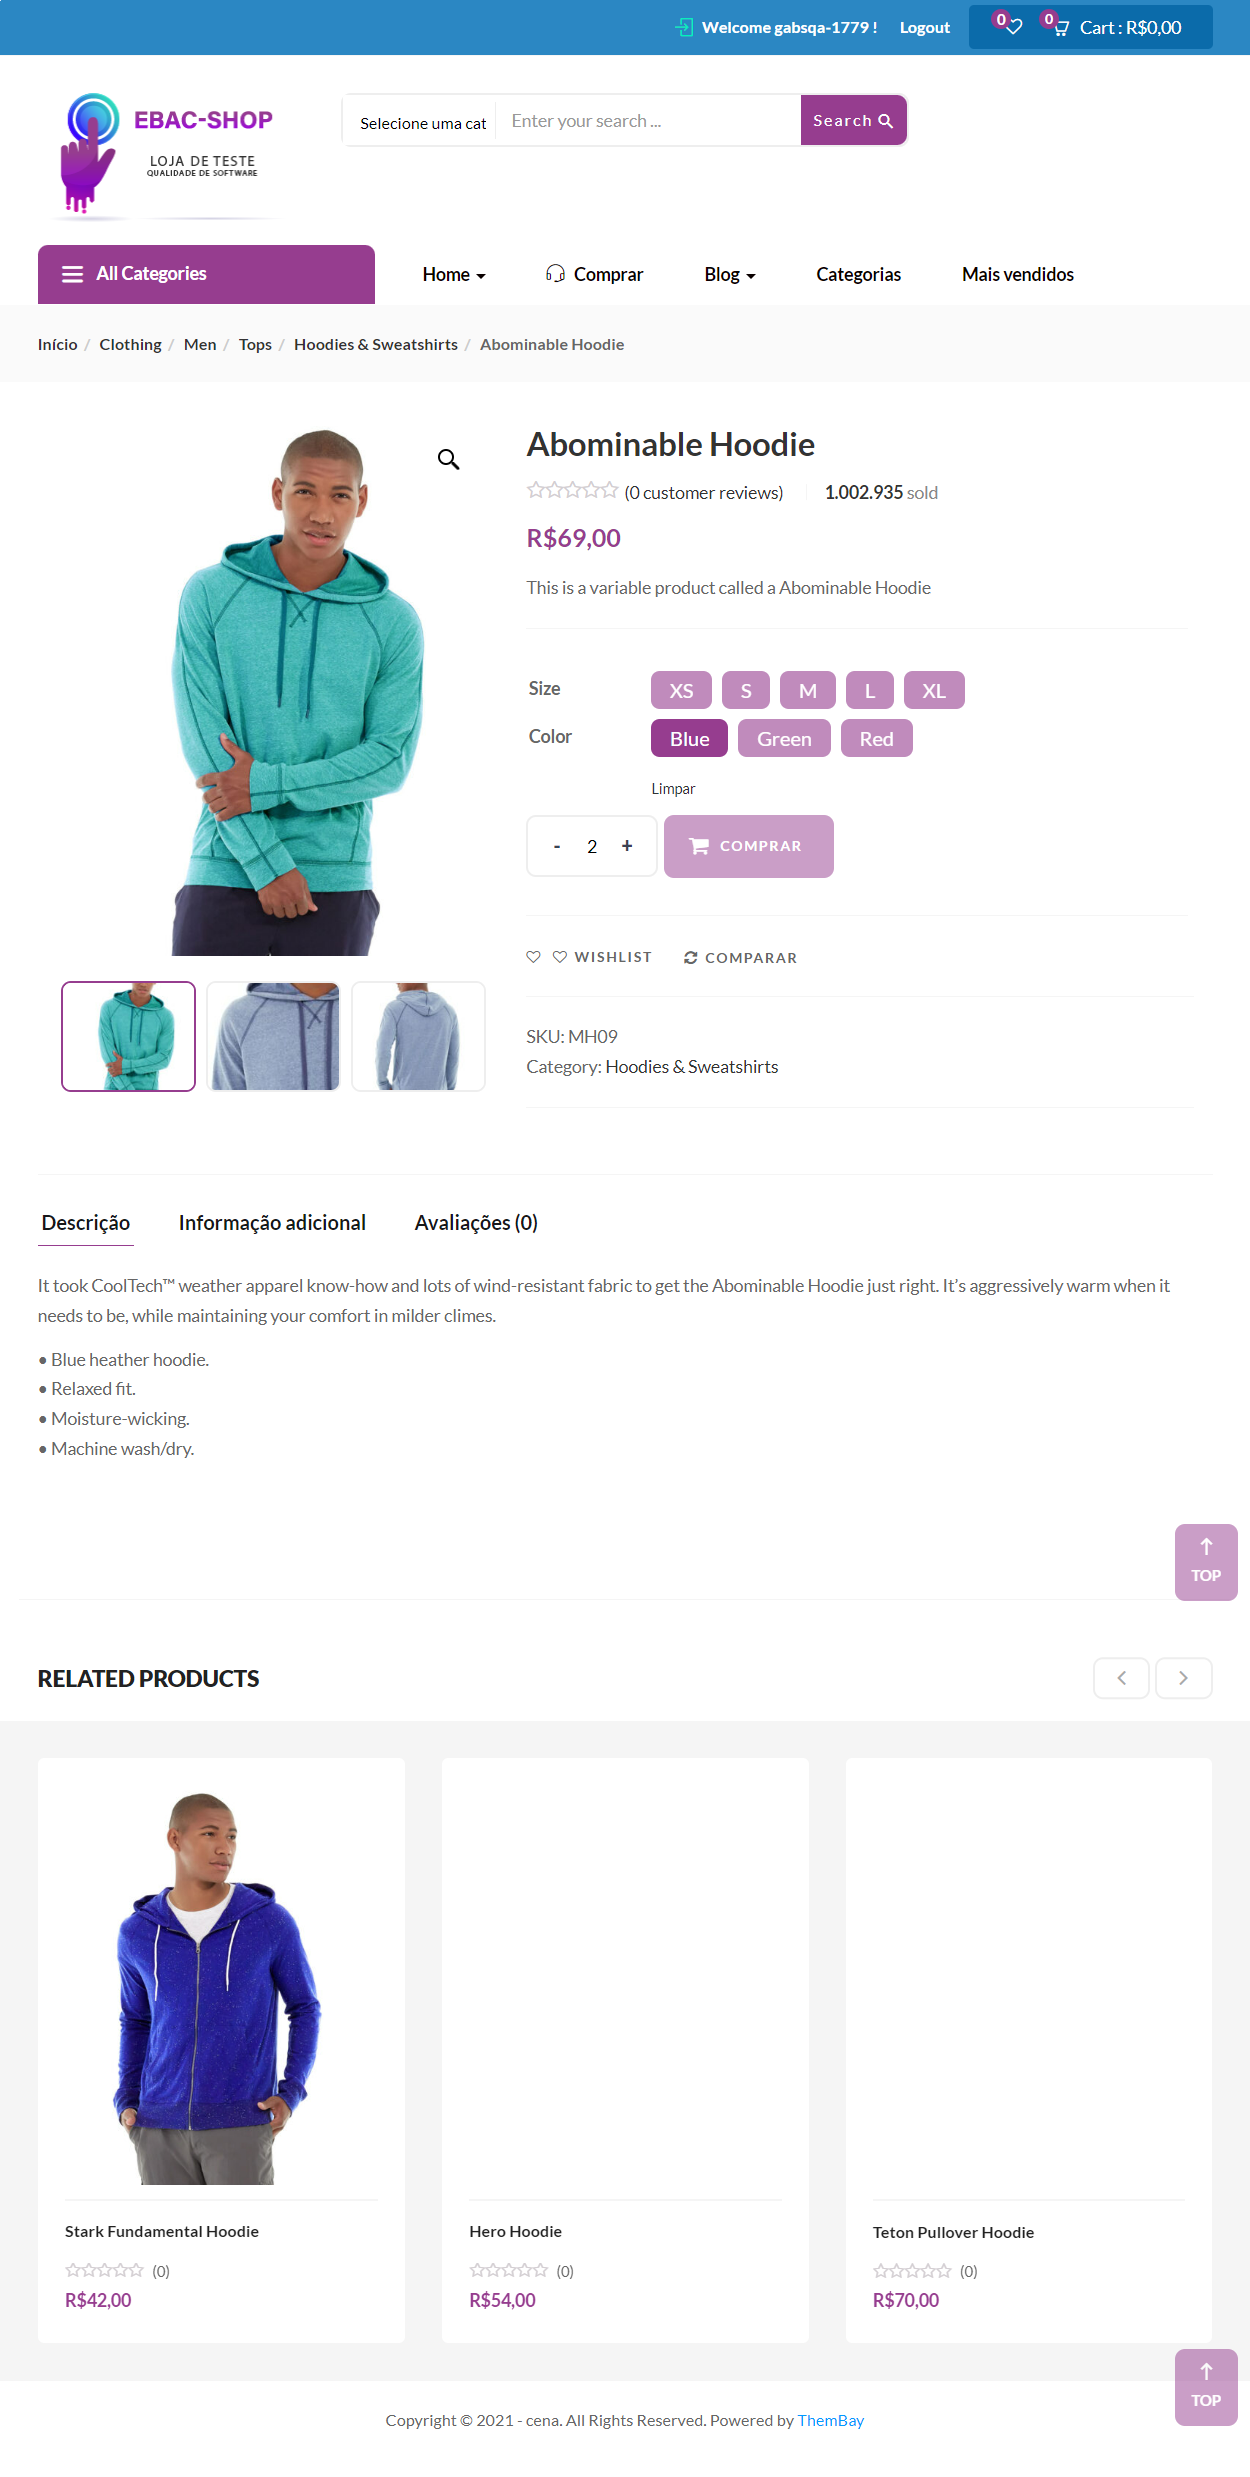 Welcome gabsqa-1779 ! Logout 0 0 Cart : R$0,00
EBAC-SHOP
LOJA DE TESTE
QUALIDADE DE SOFTWARE
Selecione uma cat Enter your search ... Search
All Categories Home Comprar Blog Categorias Mais vendidos
Início / Clothing / Men / Tops / Hoodies & Sweatshirts / Abominable Hoodie
Abominable Hoodie
(0 customer reviews) 1.002.935 sold
R$69,00
This is a variable product called a Abominable Hoodie
Size XS S M L XL
Color Blue Green Red
Limpar
- 2 + COMPRAR
WISHLIST COMPARAR
SKU: MH09
Category: Hoodies & Sweatshirts
Descrição Informação adicional Avaliações (0)
It took CoolTech™ weather apparel know-how and lots of wind-resistant fabric to get the Abominable Hoodie just right. It’s aggressively warm when it
needs to be, while maintaining your comfort in milder climes.
• Blue heather hoodie.
• Relaxed fit.
• Moisture-wicking.
• Machine wash/dry.
TOP
RELATED PRODUCTS
Stark Fundamental Hoodie Hero Hoodie Teton Pullover Hoodie
(0) (0) (0)
R$42,00 R$54,00 R$70,00
TOP
Copyright © 2021 - cena. All Rights Reserved. Powered by ThemBay